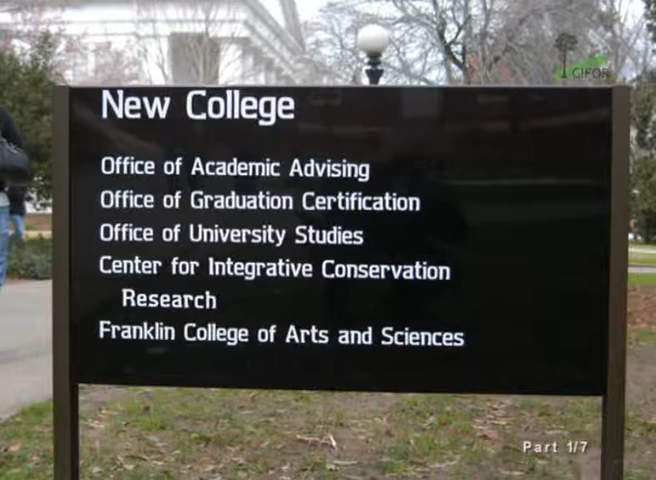 CIFOR
New College
Office of Academic Advising
Office of Graduation Certification
Office of University Studies
Center for Integrative Conservation
Research
Franklin College of Arts and Sciences
Part 1/7